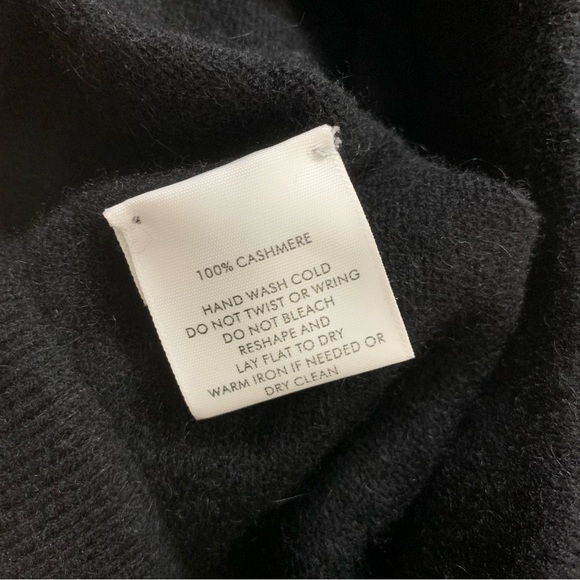 100% CASHMERE
HAND WASH COLD
DO NOT TWIST OR WRING
DO NOT BLEACH
RESHAPE AND
LAY FLAT TO DRY
WARM IRON IF NEEDED OR
DRY CLEAN